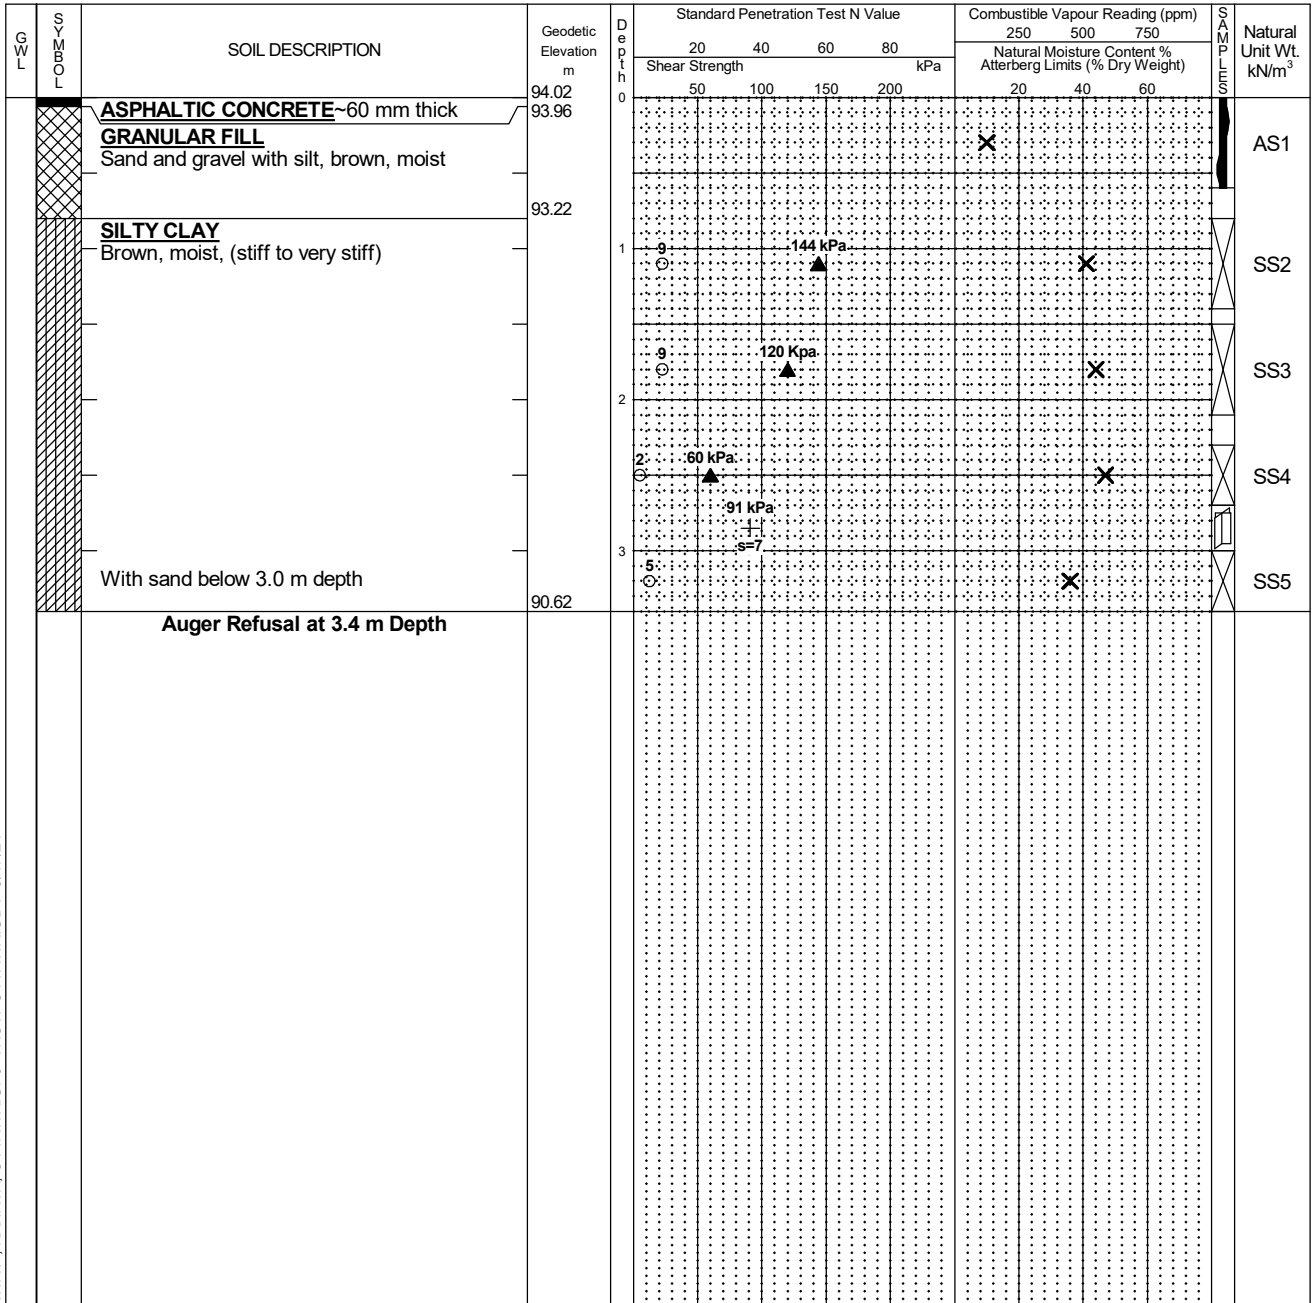 GWL
SYMBOL
SOIL DESCRIPTION
Geodetic
Elevation
m
Depth
Standard Penetration Test N Value
20 40 60 80
Shear Strength kPa
50 100 150 200
Combustible Vapour Reading (ppm)
250 500 750
Natural Moisture Content %
Atterberg Limits (% Dry Weight)
20 40 60
SAMPLES
Natural
Unit Wt.
kN/m³
94.02
0
ASPHALTIC CONCRETE~60 mm thick
93.96
GRANULAR FILL
Sand and gravel with silt, brown, moist
AS1
93.22
SILTY CLAY
Brown, moist, (stiff to very stiff)
1
9
144 kPa
SS2
9
120 Kpa
SS3
2
2
60 kPa
SS4
91 kPa
s=7
3
With sand below 3.0 m depth
5
SS5
90.62
Auger Refusal at 3.4 m Depth